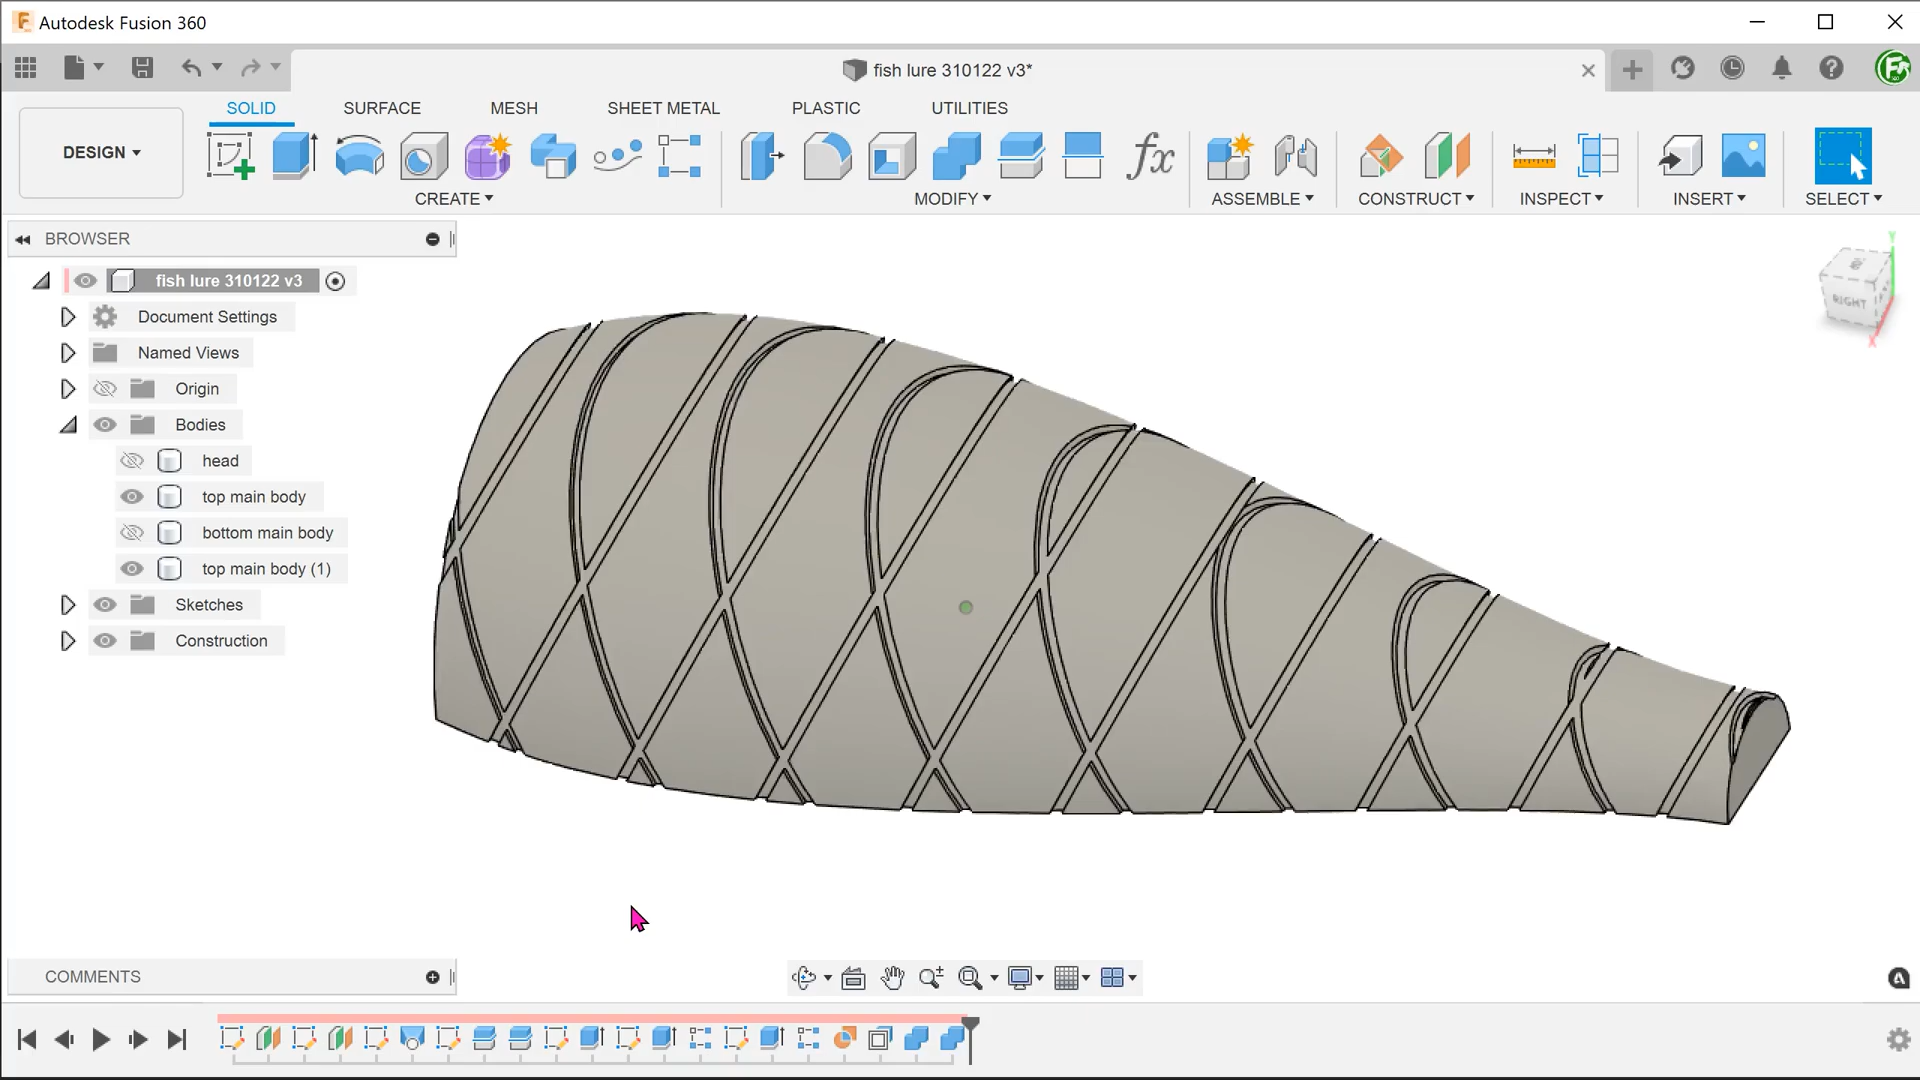 Autodesk Fusion 360
fish lure 310122 v3*
SOLID SURFACE MESH SHEET METAL PLASTIC UTILITIES
DESIGN
CREATE MODIFY ASSEMBLE CONSTRUCT INSPECT INSERT SELECT
BROWSER
fish lure 310122 v3
Document Settings
Named Views
Origin
Bodies
head
top main body
bottom main body
top main body (1)
Sketches
Construction
RIGHT
Y
X
COMMENTS